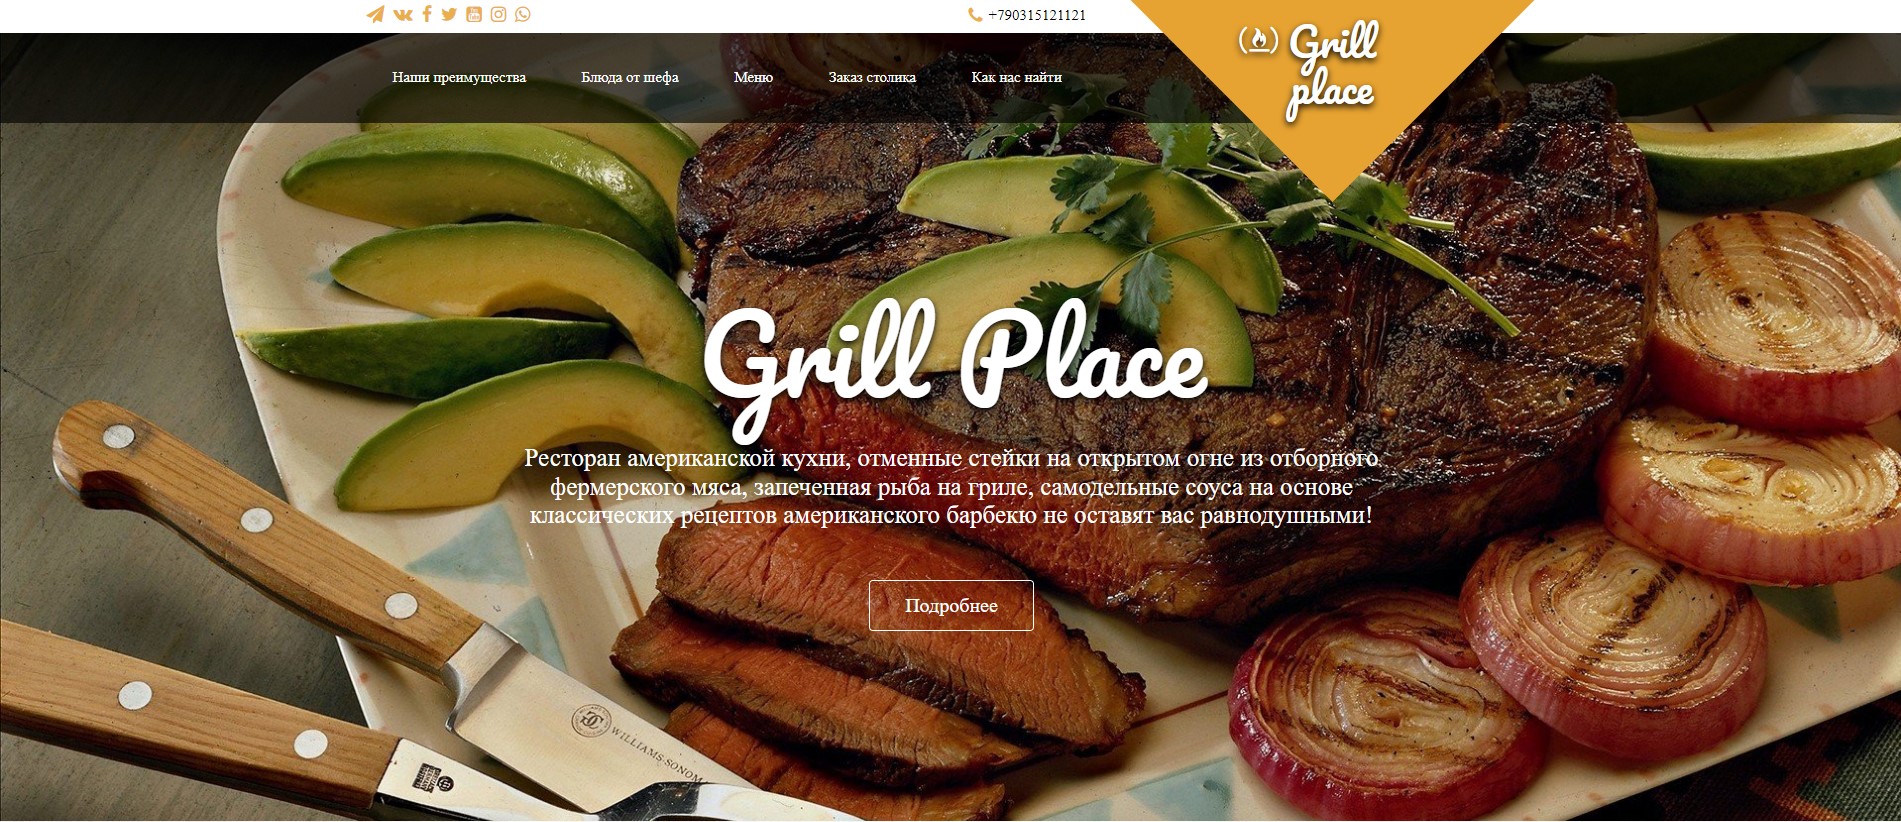 +790315121121
Grill
place
Наши преимущества
Блюда от шефа
Меню
Заказ столика
Как нас найти
Grill Place
Ресторан американской кухни, отменные стейки на открытом огне из отборного
фермерского мяса, запеченная рыба на гриле, самодельные соуса на основе
классических рецептов американского барбекю не оставят вас равнодушными!
Подробнее
WILLIAMS-SONOM